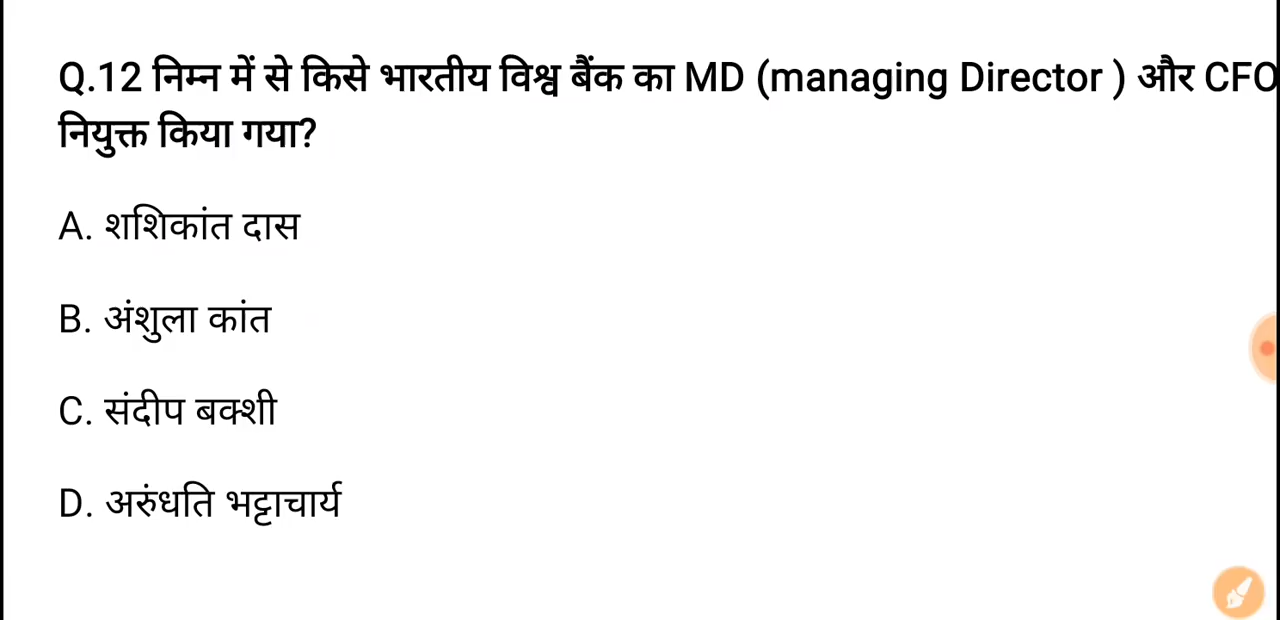 Q.12 निम्न में से किसे भारतीय विश्व बैंक का MD (managing Director ) और CFO
नियुक्त किया गया?
A. शशिकांत दास
B. अंशुला कांत
C. संदीप बक्शी
D. अरुंधति भट्टाचार्य